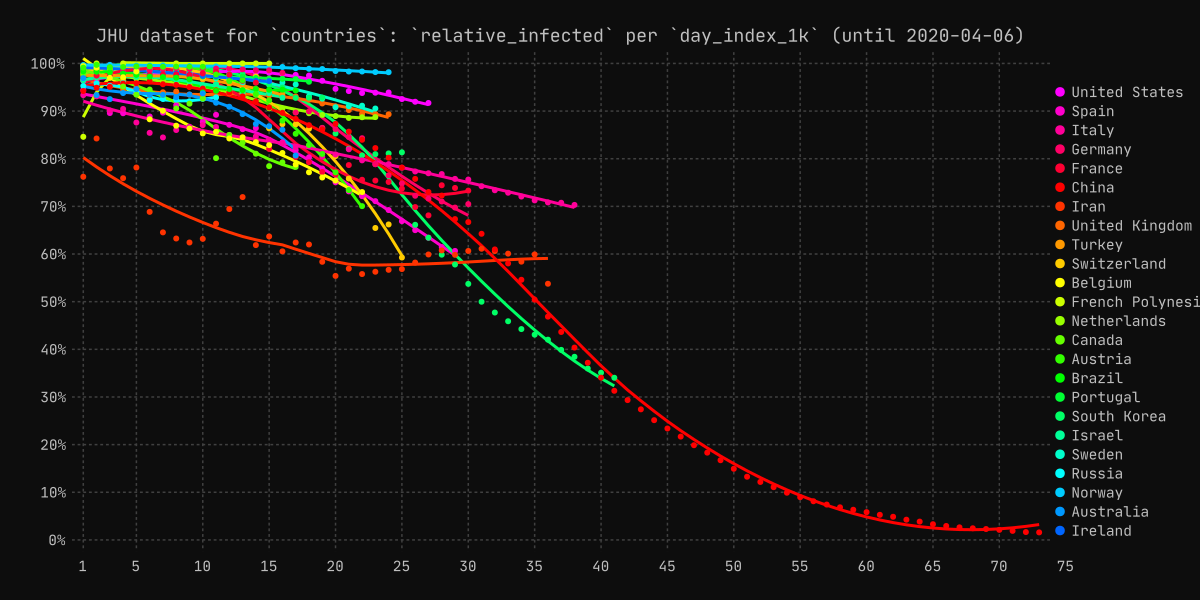 JHU dataset for `countries`: `relative_infected` per `day_index_1k` (until 2020-04-06)
100%
90%
80%
70%
60%
50%
40%
30%
20%
10%
0%
1 5 10 15 20 25 30 35 40 45 50 55 60 65 70 75
United States
Spain
Italy
Germany
France
China
Iran
United Kingdom
Turkey
Switzerland
Belgium
French Polynesi
Netherlands
Canada
Austria
Brazil
Portugal
South Korea
Israel
Sweden
Russia
Norway
Australia
Ireland